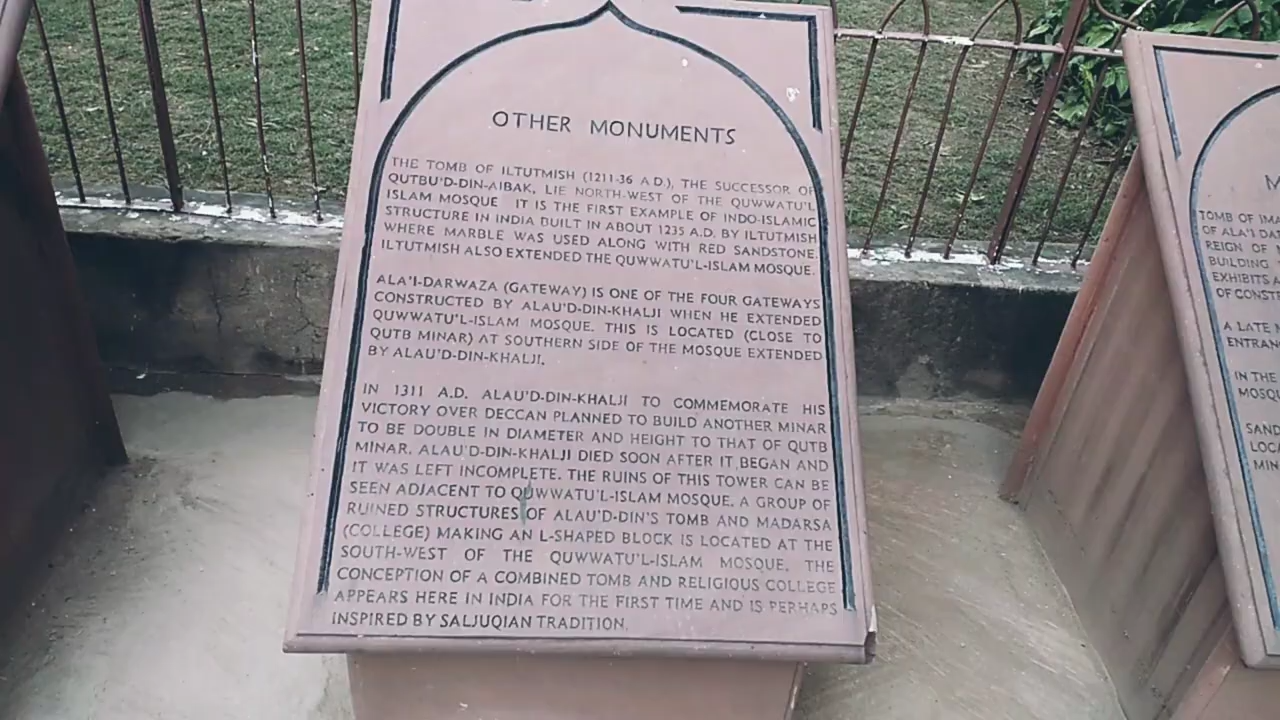 OTHER MONUMENTS
THE TOMB OF ILTUTMISH (1211-36 A.D.), THE SUCCESSOR OF
QUTBU'D-DIN-AIBAK, LIE NORTH-WEST OF THE QUWWATU'L
ISLAM MOSQUE IT IS THE FIRST EXAMPLE OF INDO-ISLAMIC
STRUCTURE IN INDIA BUILT IN ABOUT 1235 A.D. BY ILTUTMISH
WHERE MARBLE WAS USED ALONG WITH RED SANDSTONE.
ILTUTMISH ALSO EXTENDED THE QUWWATU'L-ISLAM MOSQUE.
ALA'I-DARWAZA (GATEWAY) IS ONE OF THE FOUR GATEWAYS
CONSTRUCTED BY ALAU'D-DIN-KHALJI WHEN HE EXTENDED
QUWWATU'L-ISLAM MOSQUE. THIS IS LOCATED (CLOSE TO
QUTB MINAR) AT SOUTHERN SIDE OF THE MOSQUE EXTENDED
BY ALAU'D-DIN-KHALJI.
IN 1311 A.D. ALAU'D-DIN-KHALJI TO COMMEMORATE HIS
VICTORY OVER DECCAN PLANNED TO BUILD ANOTHER MINAR
TO BE DOUBLE IN DIAMETER AND HEIGHT TO THAT OF QUTB
MINAR. ALAU'D-DIN-KHALJI DIED SOON AFTER IT BEGAN AND
IT WAS LEFT INCOMPLETE. THE RUINS OF THIS TOWER CAN BE
SEEN ADJACENT TO QUWWATU'L-ISLAM MOSQUE. A GROUP OF
RUINED STRUCTURES OF ALAU'D-DIN'S TOMB AND MADARSA
(COLLEGE) MAKING AN L-SHAPED BLOCK IS LOCATED AT THE
SOUTH-WEST OF THE QUWWATU'L-ISLAM MOSQUE. THE
CONCEPTION OF A COMBINED TOMB AND RELIGIOUS COLLEGE
APPEARS HERE IN INDIA FOR THE FIRST TIME AND IS PERHAPS
INSPIRED BY SALJUQIAN TRADITION.
TOMB OF
OF ALA'I
REIGN OF
BUILDING
EXHIBITS
OF
A LATE
IN THE